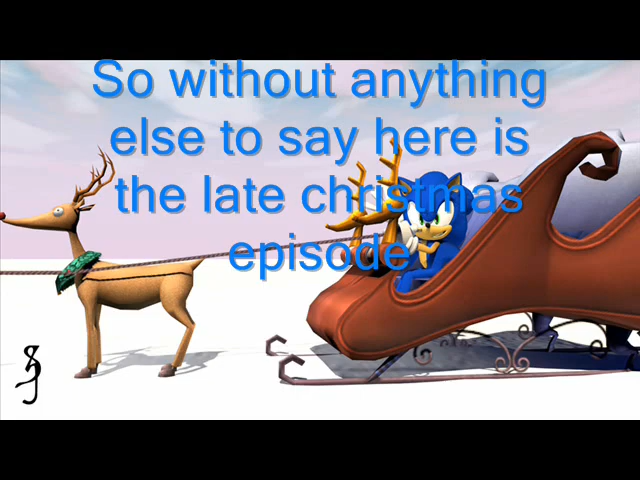 So without anything
else to say here is
the late christmas
episode